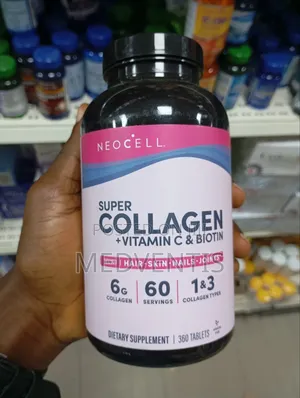 NEOCELL
SUPER
COLLAGEN
+VITAMIN C & BIOTIN
HAIR•SKIN•NAILS•JOINTS
MEDVENTIS
6G 60 1&3
COLLAGEN SERVINGS COLLAGEN TYPES
DIETARY SUPPLEMENT 360 TABLETS